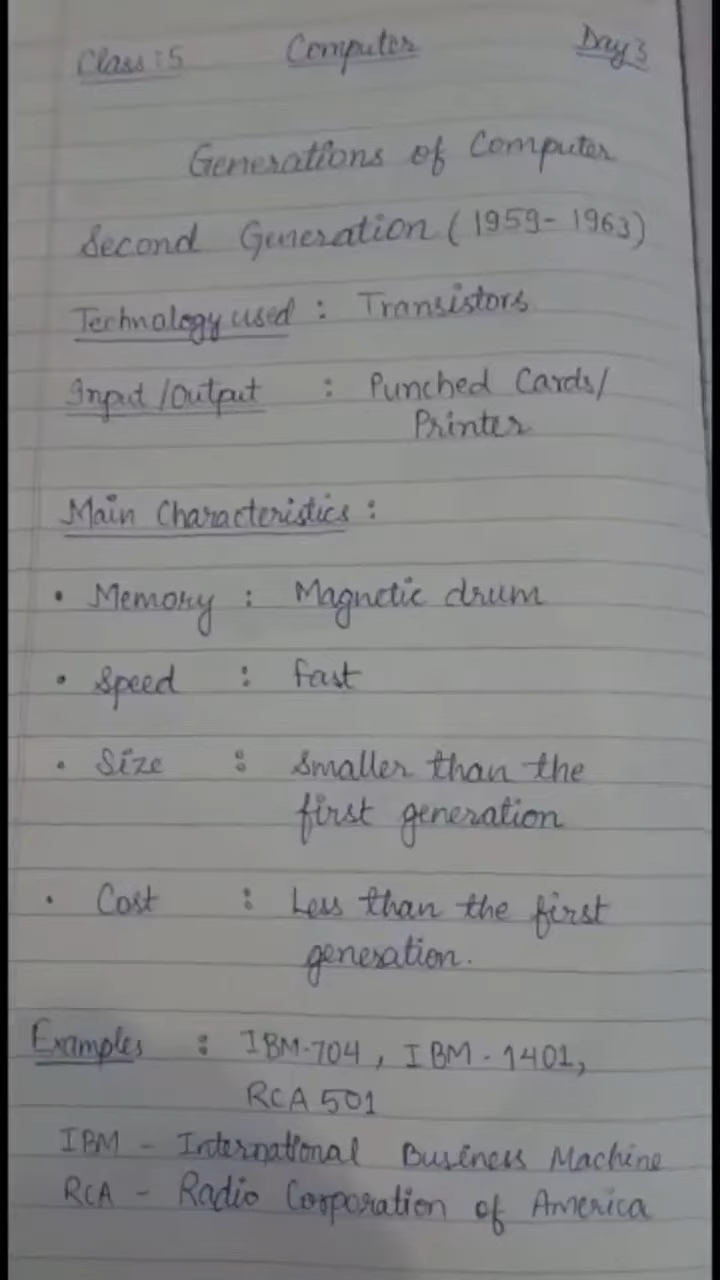 Class : 5 Computer Day 3
Generations of Computer
Second Generation ( 1959 - 1963 )
Technology used : Transistors
Input / Output : Punched Cards /
Printer
Main Characteristics :
• Memory : Magnetic drum
• Speed : fast
• Size : smaller than the
first generation
• Cost : Less than the first
generation.
Examples : IBM-704 , IBM - 1401,
RCA 501
IBM - International Business Machine
RCA - Radio Corporation of America